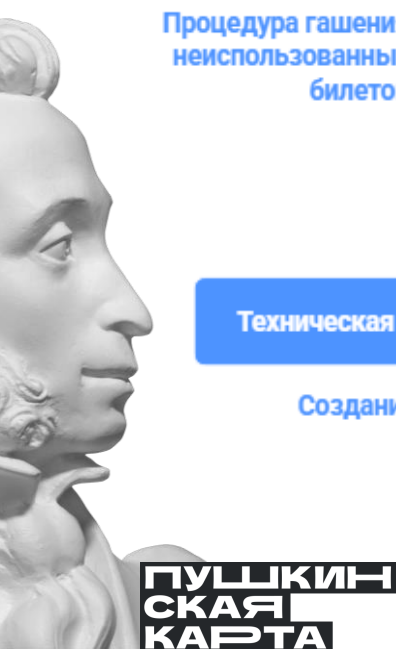 Процедура гашени
неиспользованны
билето
Техническая
Создани
ПУШКИН
СКАЯ
КАРТА